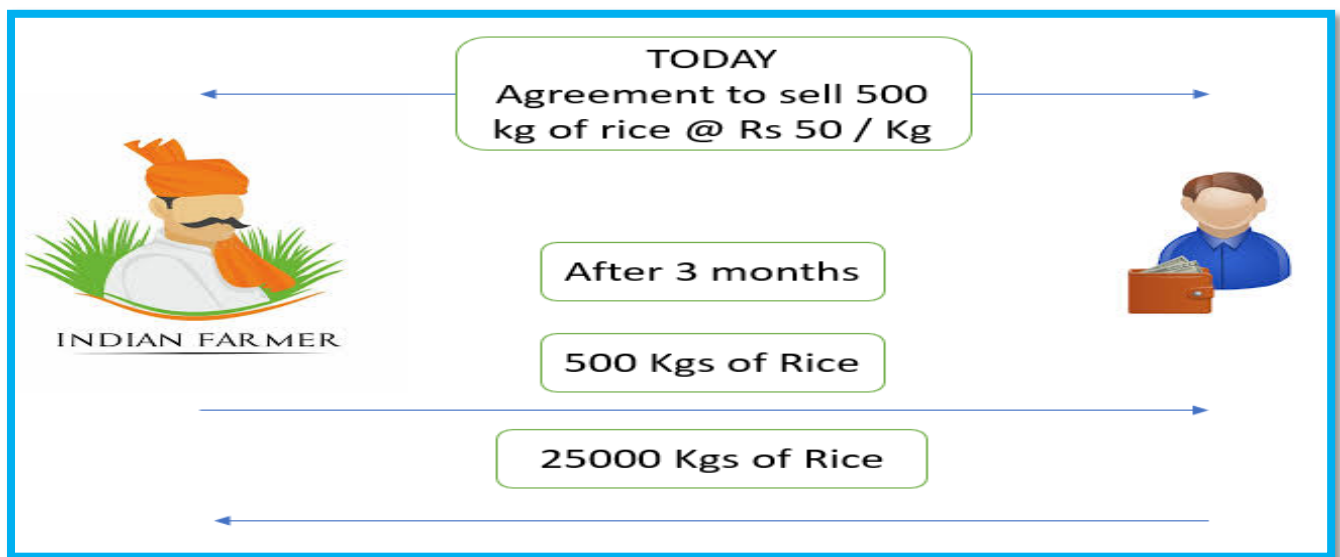 TODAY
Agreement to sell 500
kg of rice @ Rs 50 / Kg
After 3 months
INDIAN FARMER
500 Kgs of Rice
25000 Kgs of Rice